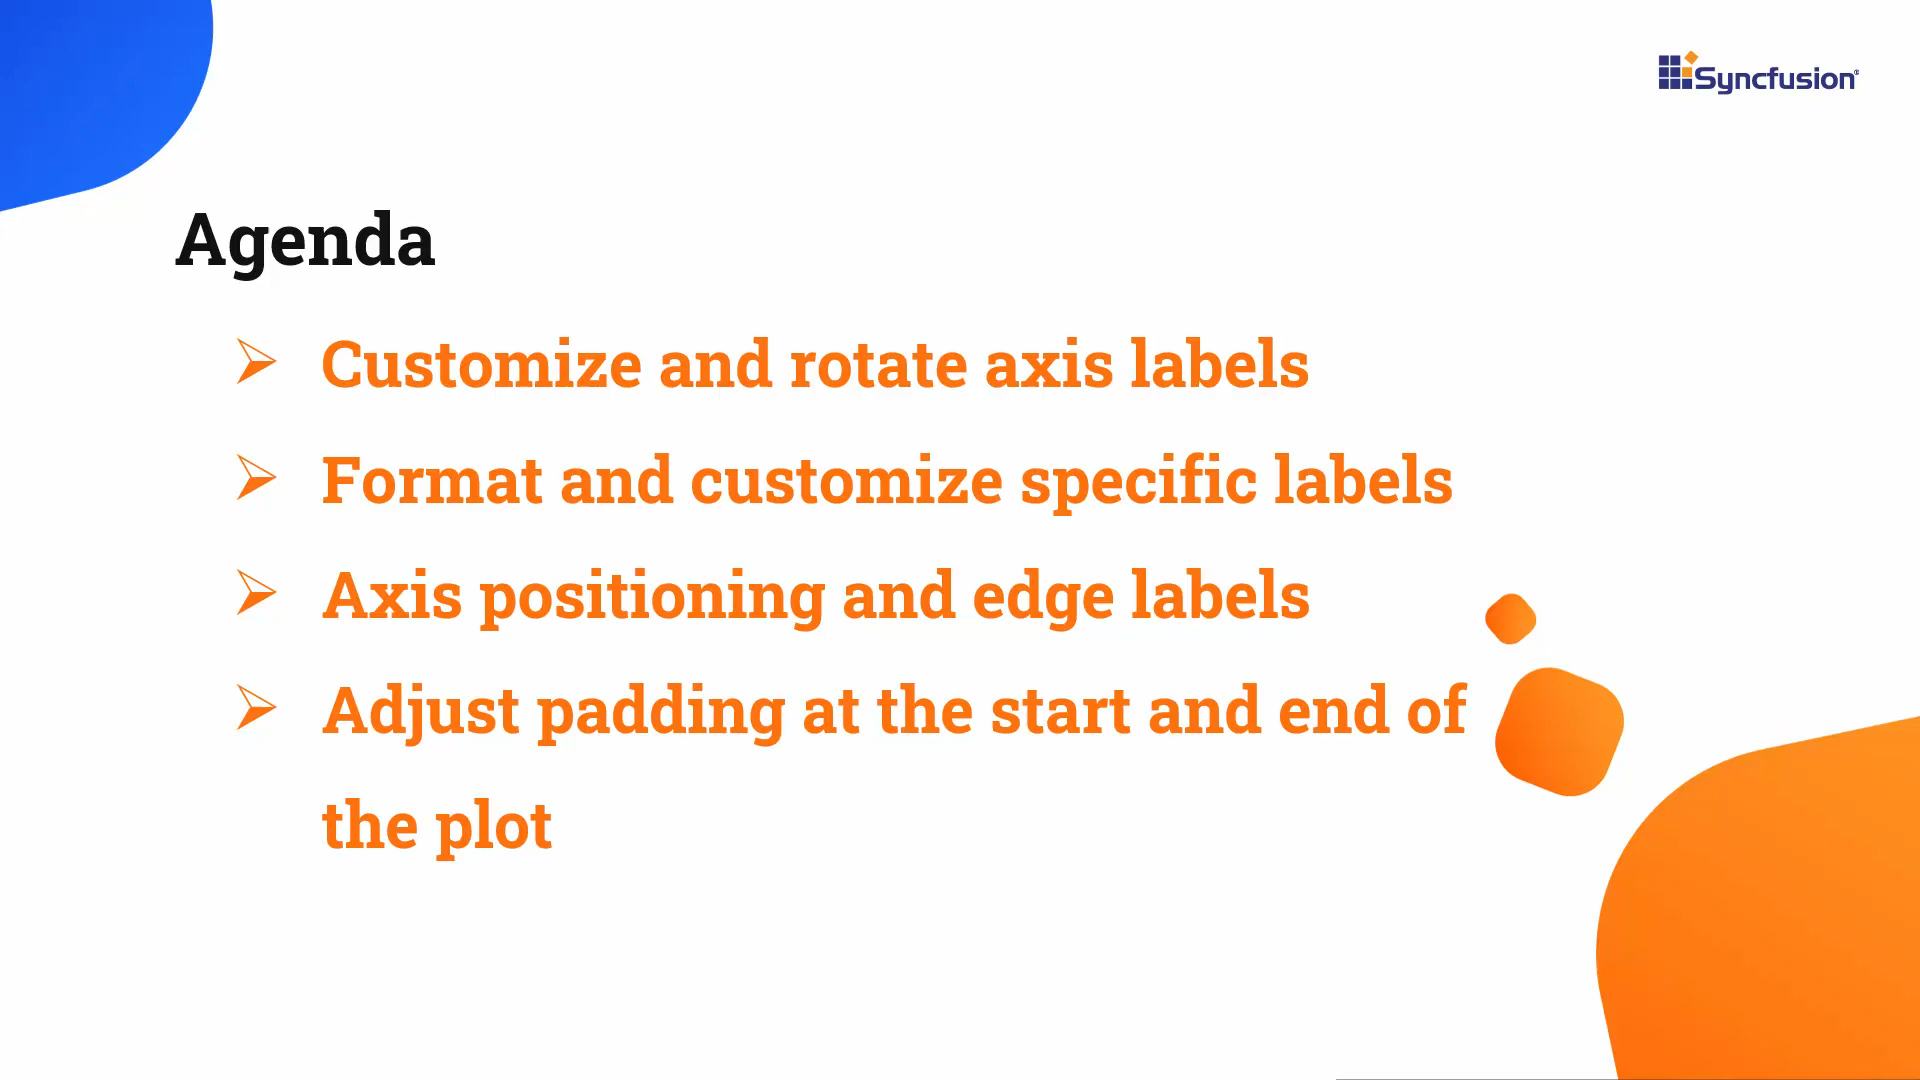 Syncfusion®
Agenda
Customize and rotate axis labels
Format and customize specific labels
Axis positioning and edge labels
Adjust padding at the start and end of
the plot